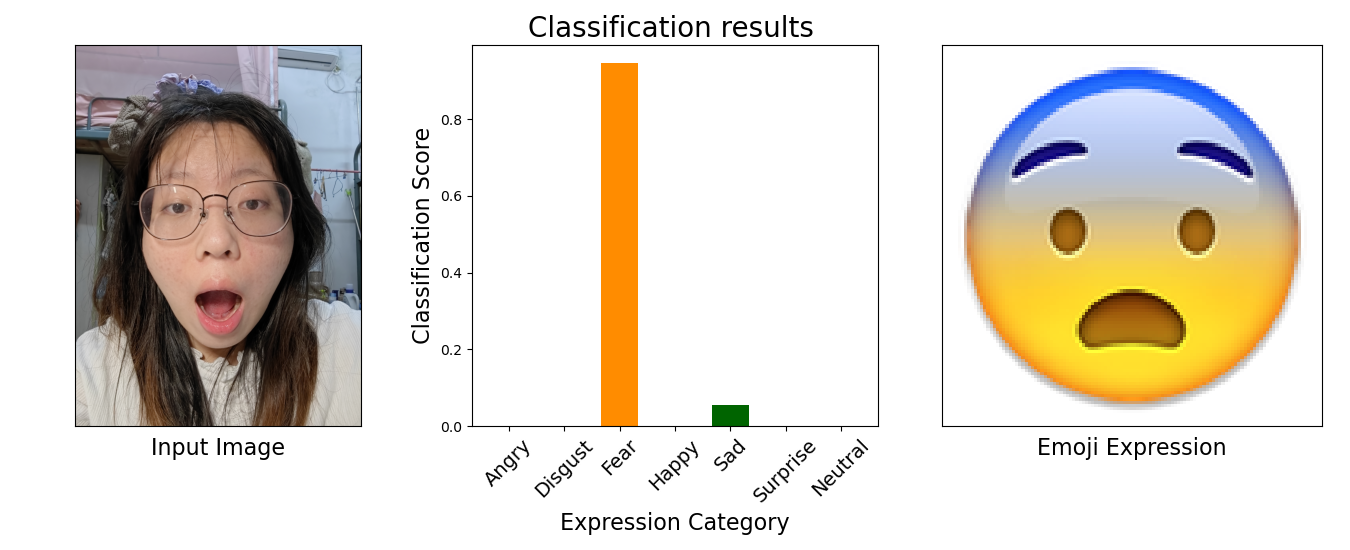 Classification results
Classification Score
0.8
0.6
0.4
0.2
0.0
Angry
Disgust
Fear
Happy
Sad
Surprise
Neutral
Expression Category
Input Image
Emoji Expression